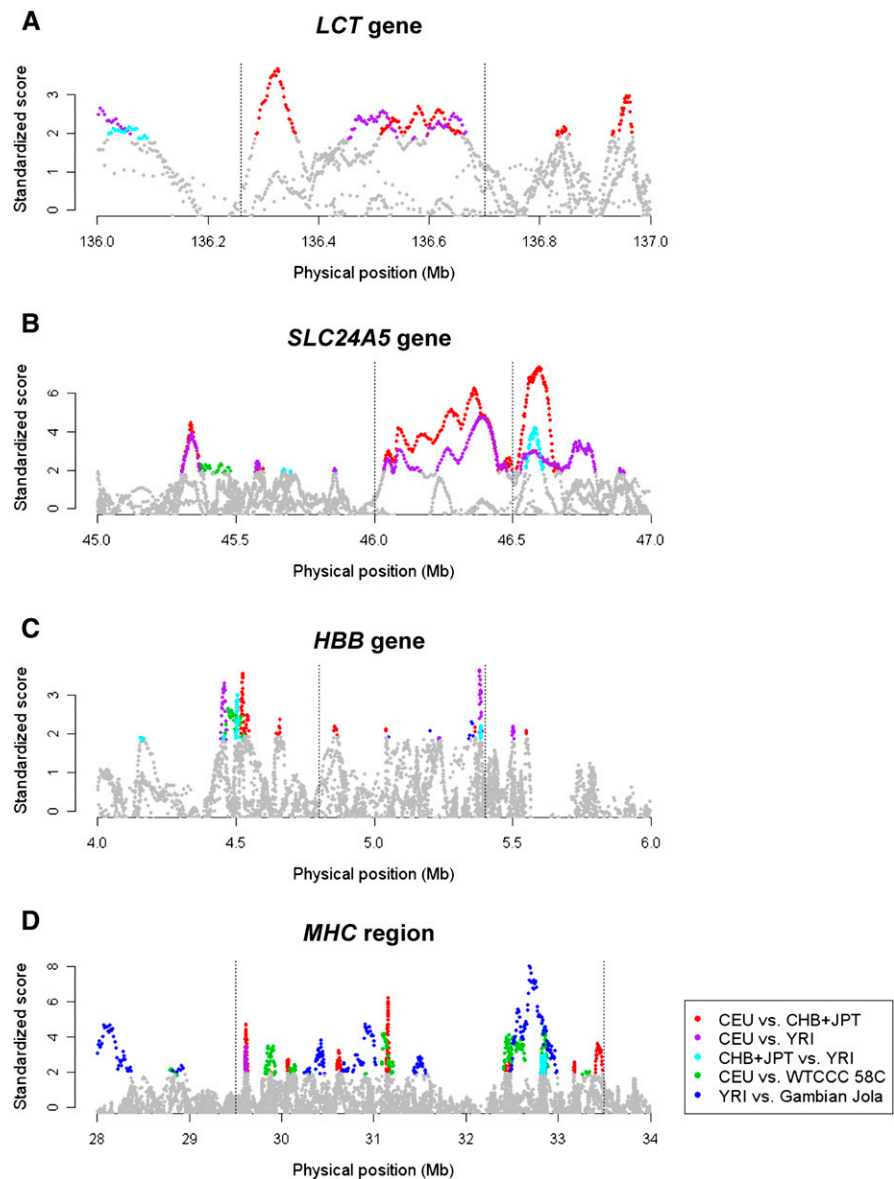 A
LCT gene
Standardized score
3
2
1
0
136.0 136.2 136.4 136.6 136.8 137.0
Physical position (Mb)
B
SLC24A5 gene
Standardized score
6
4
2
0
45.0 45.5 46.0 46.5 47.0
Physical position (Mb)
C
HBB gene
Standardized score
3
2
1
0
4.0 4.5 5.0 5.5 6.0
Physical position (Mb)
D
MHC region
Standardized score
8
6
4
2
0
28 29 30 31 32 33 34
Physical position (Mb)
CEU vs. CHB+JPT
CEU vs. YRI
CHB+JPT vs. YRI
CEU vs. WTCCC 58C
YRI vs. Gambian Jola